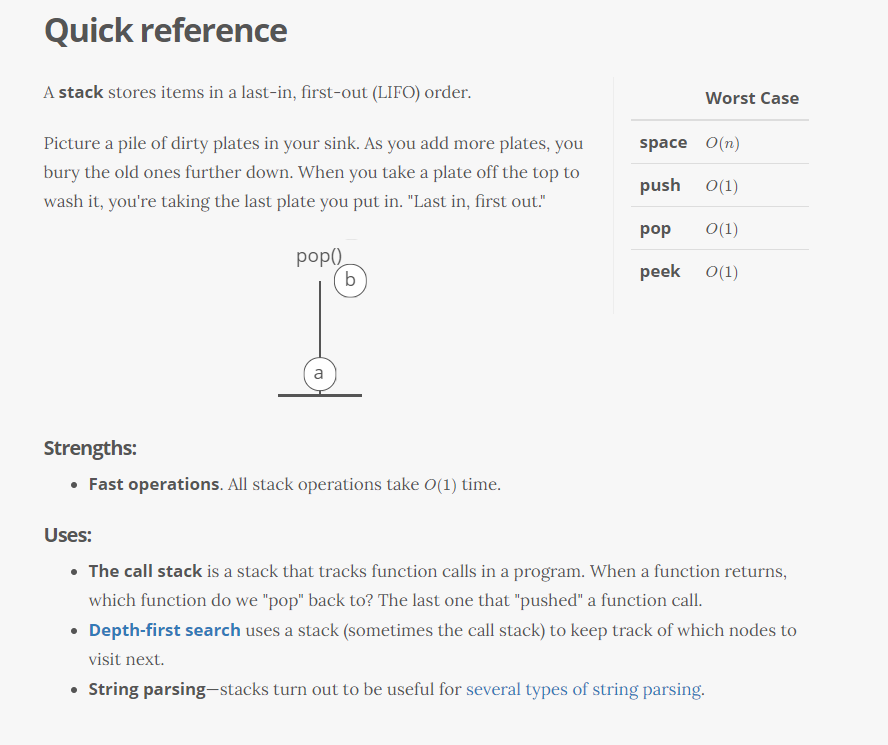 Quick reference
A stack stores items in a last-in, first-out (LIFO) order.
Picture a pile of dirty plates in your sink. As you add more plates, you
bury the old ones further down. When you take a plate off the top to
wash it, you're taking the last plate you put in. "Last in, first out."
Worst Case
space O(n)
push O(1)
pop O(1)
peek O(1)
pop()
b
a
Strengths:
• Fast operations. All stack operations take O(1) time.
Uses:
• The call stack is a stack that tracks function calls in a program. When a function returns,
which function do we "pop" back to? The last one that "pushed" a function call.
• Depth-first search uses a stack (sometimes the call stack) to keep track of which nodes to
visit next.
• String parsing—stacks turn out to be useful for several types of string parsing.